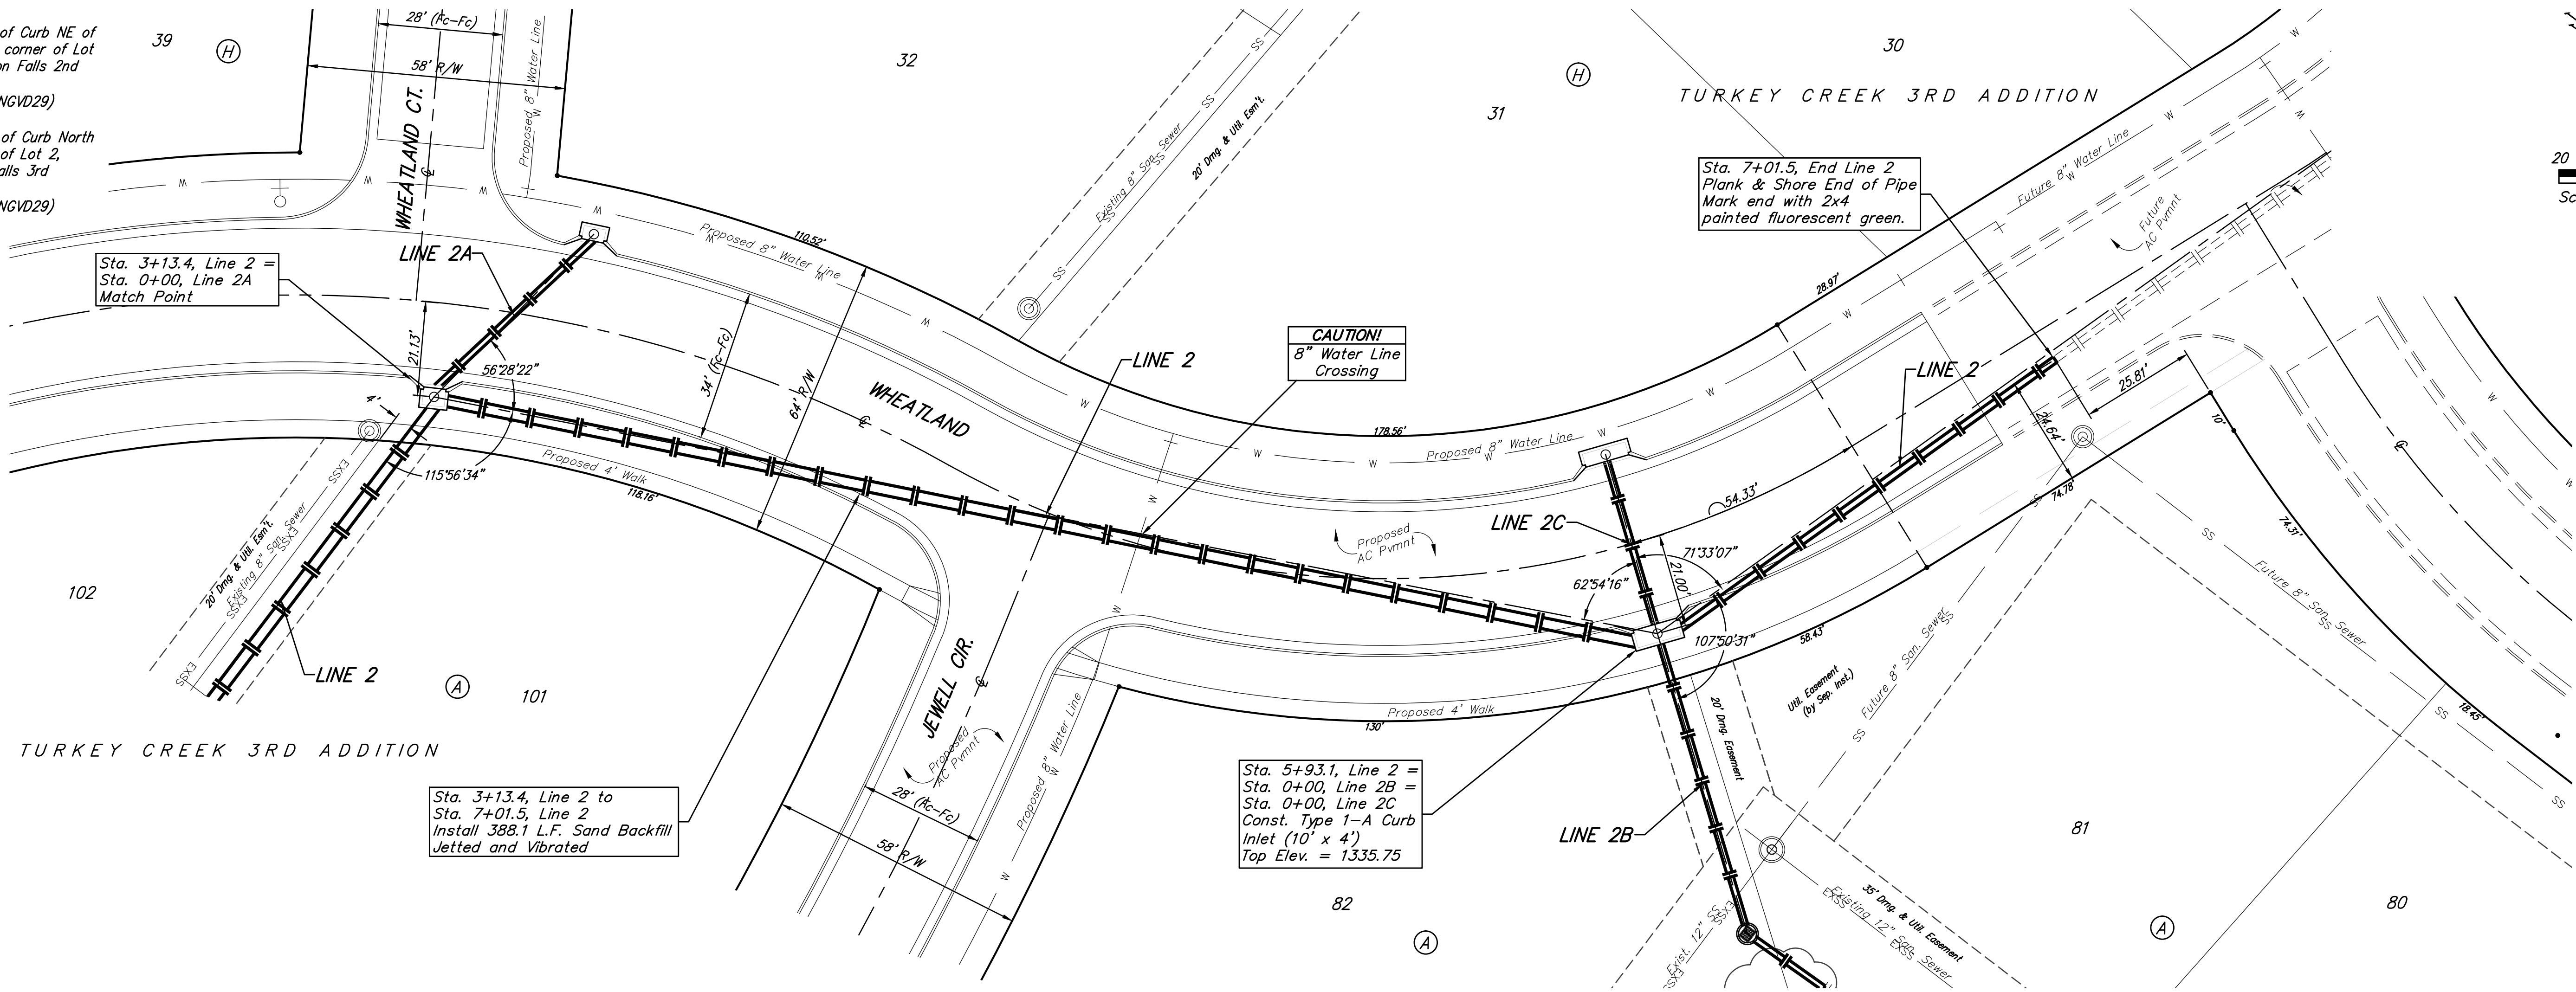 of Curb NE of
corner of Lot
on Falls 2nd
NGVD29)
of Curb North
of Lot 2,
alls 3rd
NGVD29)
39
H
28' (Fc-Fc)
58' R/W
WHEATLAND CT.
Proposed 8" Water Line
32
Existing 8" San. Sewer
20' Drng. & Util. Esm't.
31
H
30
TURKEY CREEK 3RD ADDITION
Sta. 7+01.5, End Line 2
Plank & Shore End of Pipe
Mark end with 2x4
painted fluorescent green.
Future 8" Water Line
Future
AC Pvmnt
20
Sc
Sta. 3+13.4, Line 2 =
Sta. 0+00, Line 2A
Match Point
LINE 2A
21.13'
56°28'22"
4'
115°56'34"
Proposed 8" Water Line
110.52'
34' (Fc-Fc)
64' R/W
WHEATLAND
LINE 2
CAUTION!
8" Water Line
Crossing
178.56'
Proposed 8" Water Line
28.97'
LINE 2
25.81'
24.64'
10'
74.78'
74.31'
54.33'
LINE 2C
71°33'07"
62°54'16"
21.00'
107°50'31"
58.43'
Proposed
AC Pvmnt
Proposed 4' Walk
118.16'
20' Drng. & Util. Esm't.
Existing 8" San. Sewer
EXSS
102
LINE 2
A
101
TURKEY CREEK 3RD ADDITION
JEWELL CIR.
Proposed
AC Pvmnt
Proposed 8" Water Line
28' (Fc-Fc)
58' R/W
Proposed 4' Walk
130'
Sta. 3+13.4, Line 2 to
Sta. 7+01.5, Line 2
Install 388.1 L.F. Sand Backfill
Jetted and Vibrated
Sta. 5+93.1, Line 2 =
Sta. 0+00, Line 2B =
Sta. 0+00, Line 2C
Const. Type 1-A Curb
Inlet (10' x 4')
Top Elev. = 1335.75
82
A
LINE 2B
20' Drng. Easement
Util. Easement
(by Sep. Inst.)
Future 8" San. Sewer
Future 8" San. Sewer
78.45'
81
80
A
35' Drng. & Util. Easement
Existing 12" San. Sewer
EXSS
Exist. 12" SS
EXSS